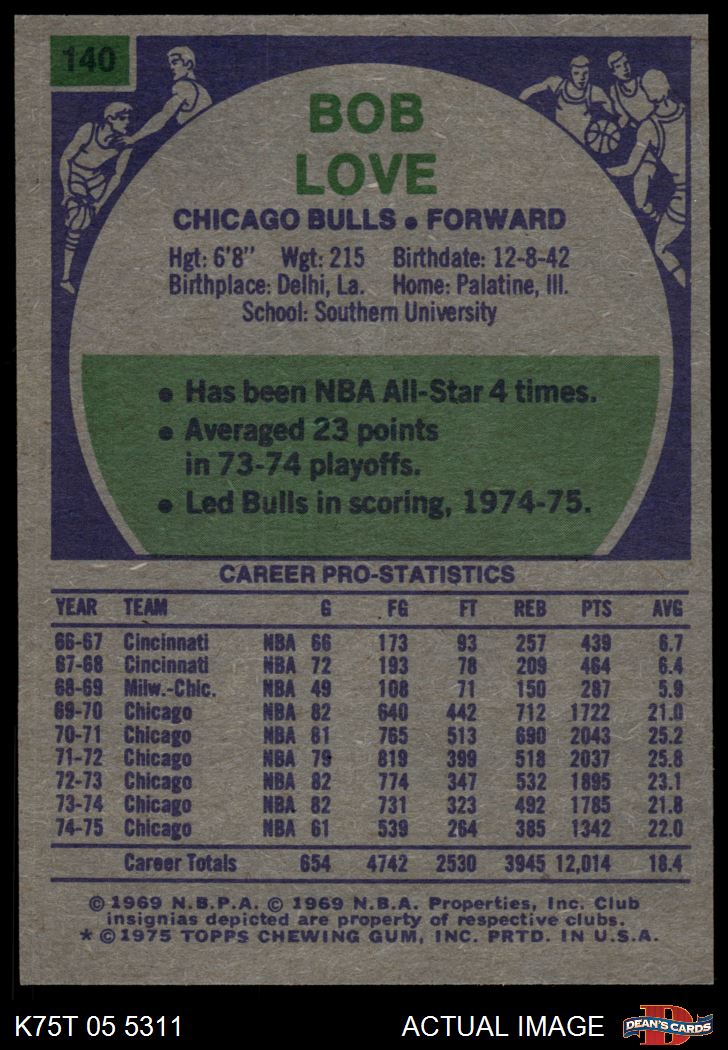 140
BOB
LOVE
CHICAGO BULLS • FORWARD
Hgt: 6'8" Wgt: 215 Birthdate: 12-8-42
Birthplace: Delhi, La. Home: Palatine, Ill.
School: Southern University
• Has been NBA All-Star 4 times.
• Averaged 23 points
in 73-74 playoffs.
• Led Bulls in scoring, 1974-75.
CAREER PRO-STATISTICS
YEAR TEAM G FG FT REB PTS AVG
66-67 Cincinnati NBA 66 173 93 257 439 6.7
67-68 Cincinnati NBA 72 193 78 209 464 6.4
68-69 Milw.-Chic. NBA 49 108 71 150 287 5.9
69-70 Chicago NBA 82 640 442 712 1722 21.0
70-71 Chicago NBA 81 765 513 690 2043 25.2
71-72 Chicago NBA 79 819 399 518 2037 25.8
72-73 Chicago NBA 82 774 347 532 1895 23.1
73-74 Chicago NBA 82 731 323 492 1785 21.8
74-75 Chicago NBA 61 539 264 385 1342 22.0
Career Totals 654 4742 2530 3945 12,014 18.4
© 1969 N.B.P.A. © 1969 N.B.A. Properties, Inc. Club
insignias depicted are property of respective clubs.
* © 1975 TOPPS CHEWING GUM, INC. PRTD. IN U.S.A.
K75T 05 5311 ACTUAL IMAGE
D
DEAN'S CARDS